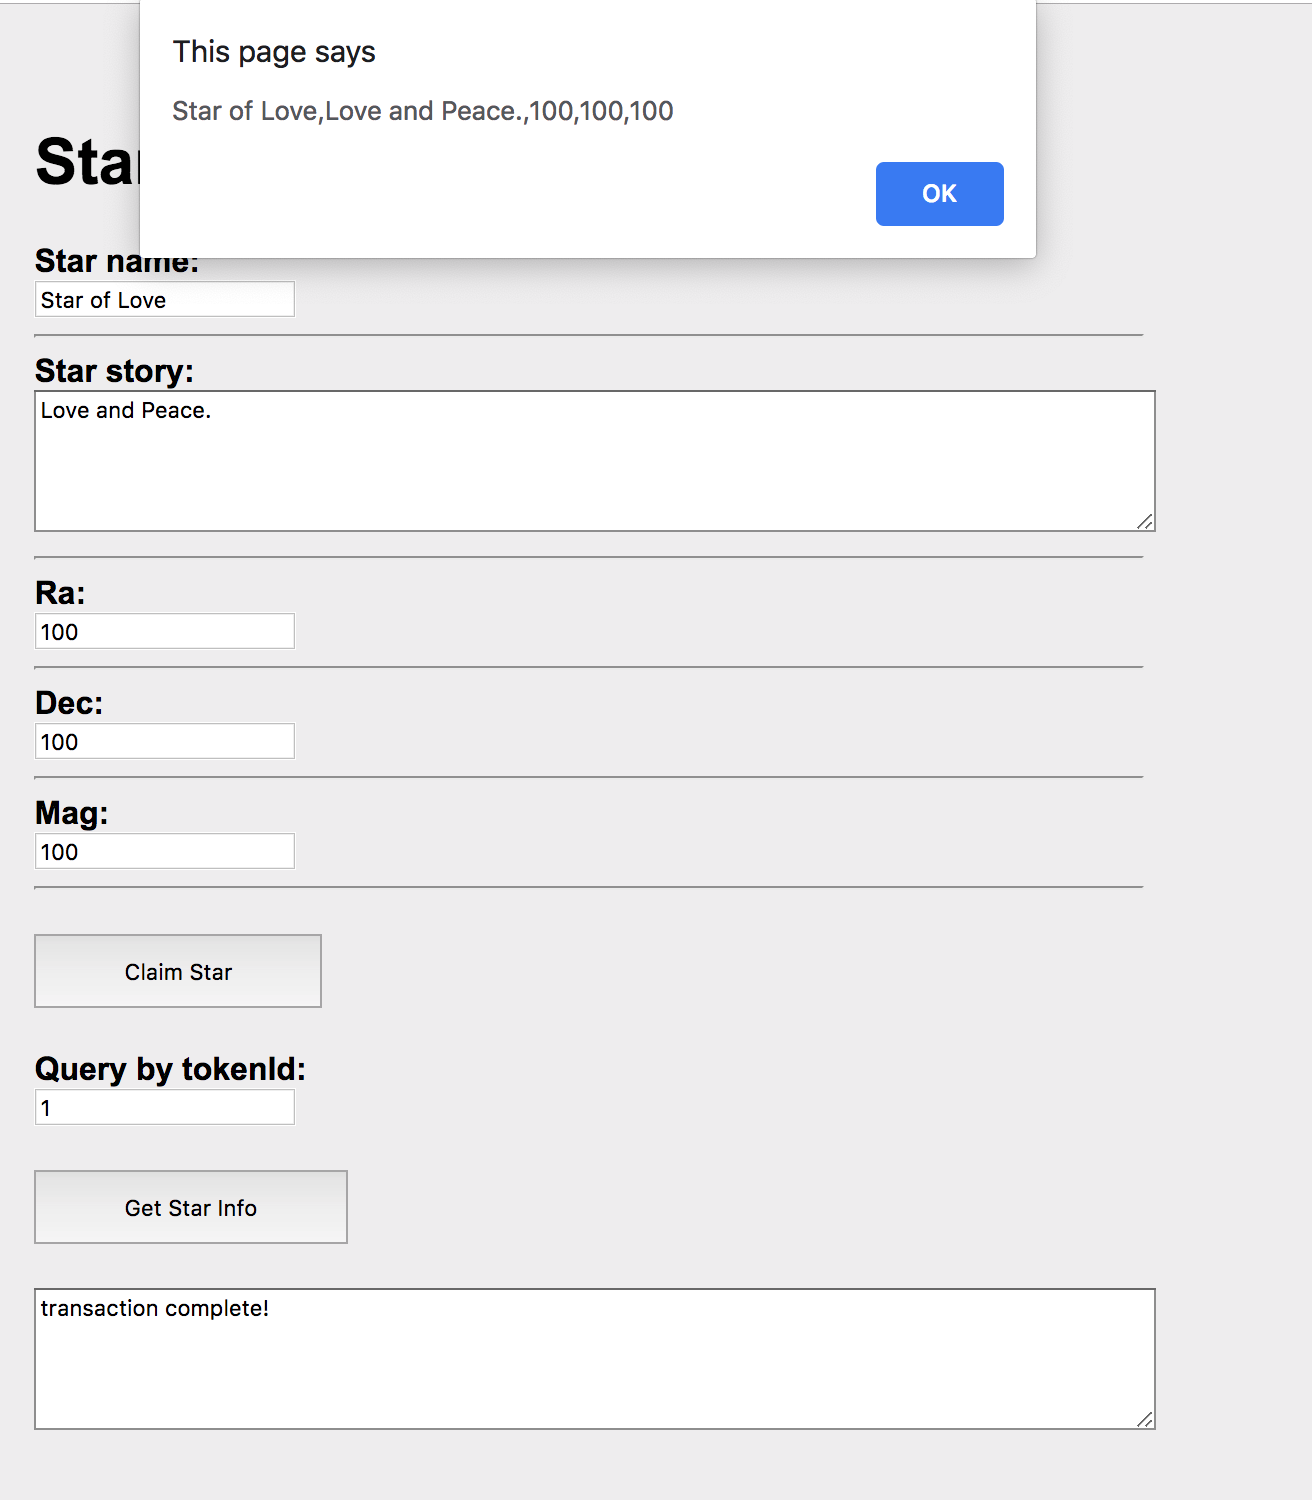 This page says
Star of Love,Love and Peace.,100,100,100
OK
Star name:
Star of Love
Star story:
Love and Peace.
Ra:
100
Dec:
100
Mag:
100
Claim Star
Query by tokenId:
1
Get Star Info
transaction complete!